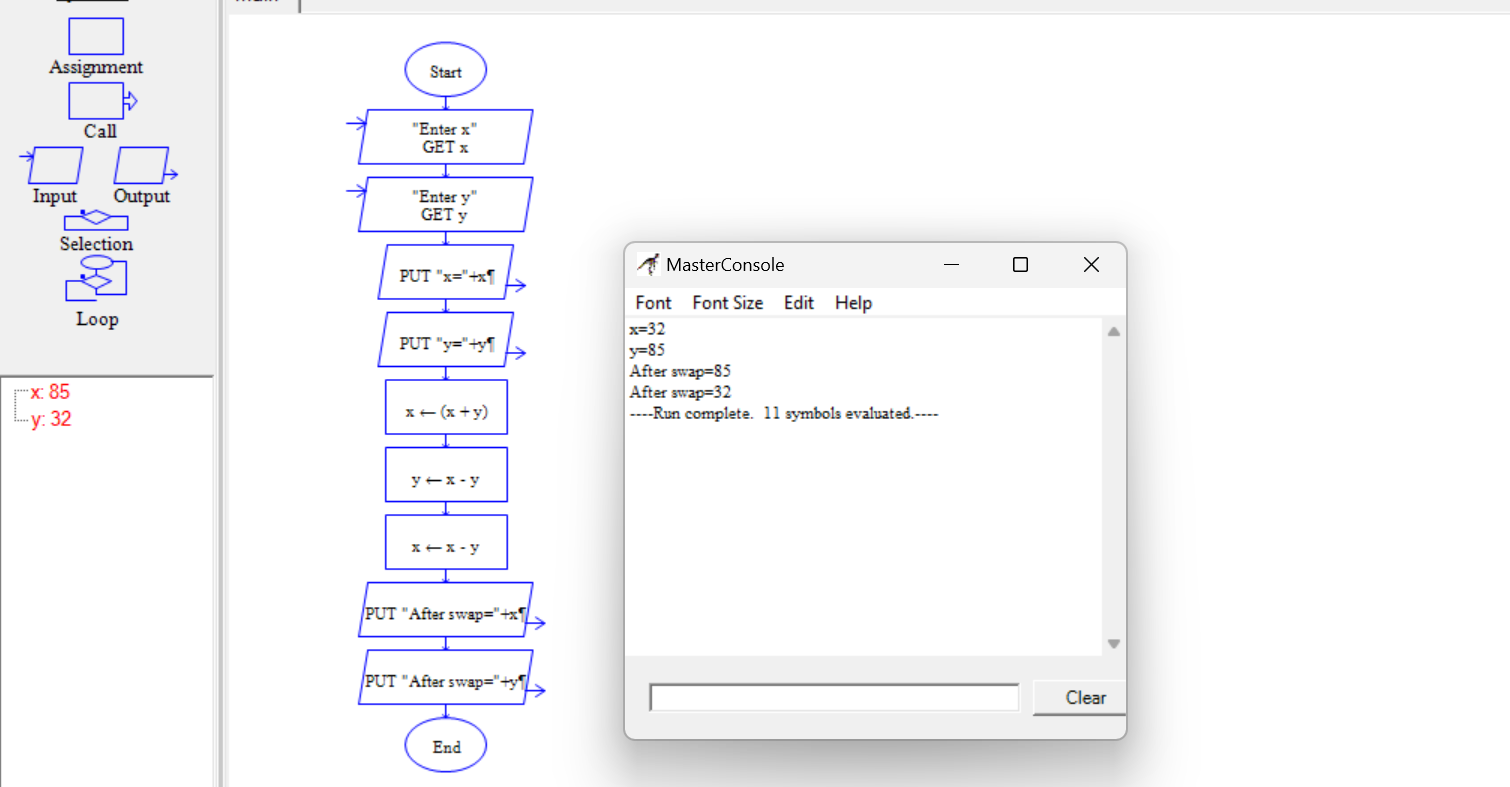 Assignment
Call
Input Output
Selection
Loop
x: 85
y: 32
Start
"Enter x"
GET x
"Enter y"
GET y
PUT "x="+x¶
PUT "y="+y¶
x ← (x + y)
y ← x - y
x ← x - y
PUT "After swap="+x¶
PUT "After swap="+y¶
End
MasterConsole
Font Font Size Edit Help
x=32
y=85
After swap=85
After swap=32
----Run complete.  11 symbols evaluated.----
Clear